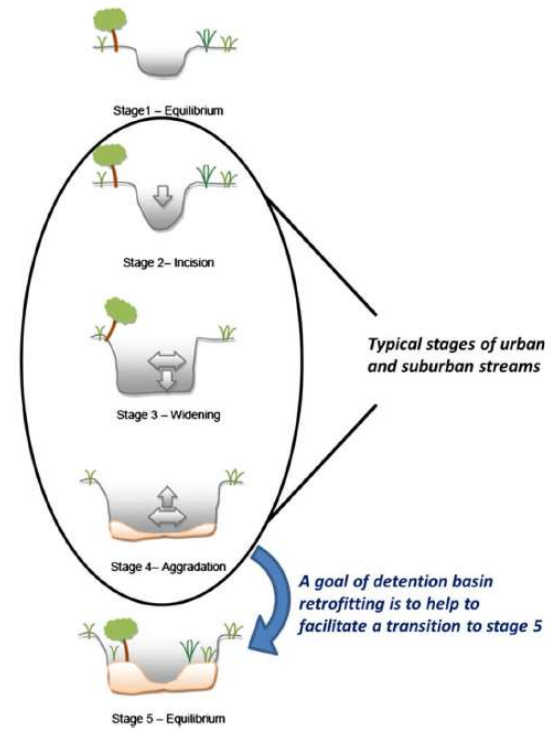 Stage1 – Equilibrium
Stage 2– Incision
Typical stages of urban
and suburban streams
Stage 3 – Widening
Stage 4– Aggradation
A goal of detention basin
retrofitting is to help to
facilitate a transition to stage 5
Stage 5 – Equilibrium